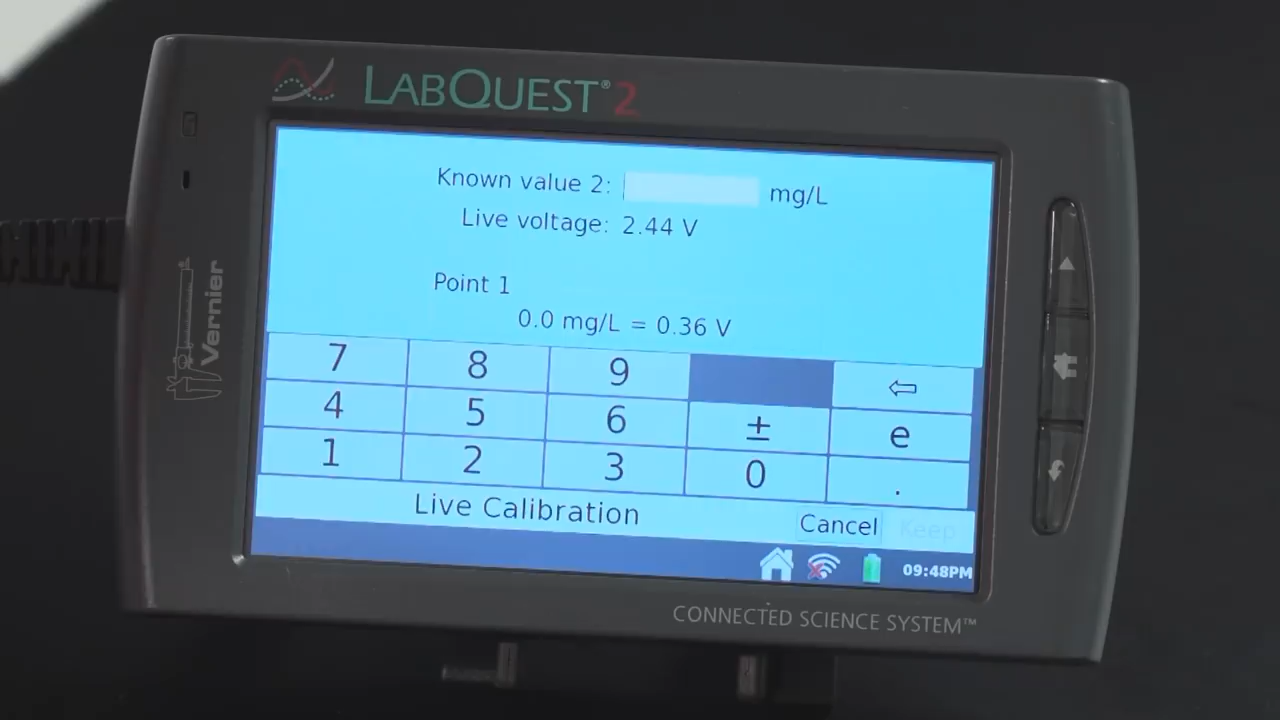 LABQUEST® 2
Known value 2: mg/L
Live voltage: 2.44 V
Point 1
0.0 mg/L = 0.36 V
7 8 9 ⇦
4 5 6 ± e
1 2 3 0 .
Live Calibration Cancel Keep
09:48PM
Vernier
CONNECTED SCIENCE SYSTEM™